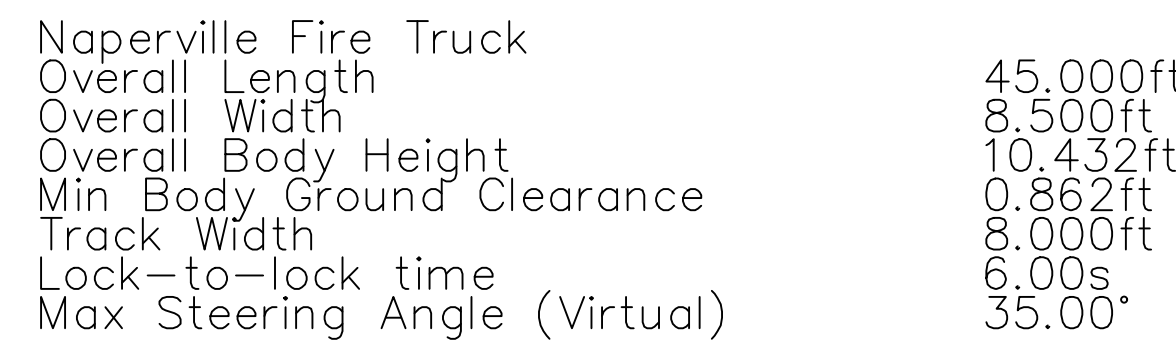 Naperville Fire Truck
Overall Length 45.000ft
Overall Width 8.500ft
Overall Body Height 10.432ft
Min Body Ground Clearance 0.862ft
Track Width 8.000ft
Lock-to-lock time 6.00s
Max Steering Angle (Virtual) 35.00°